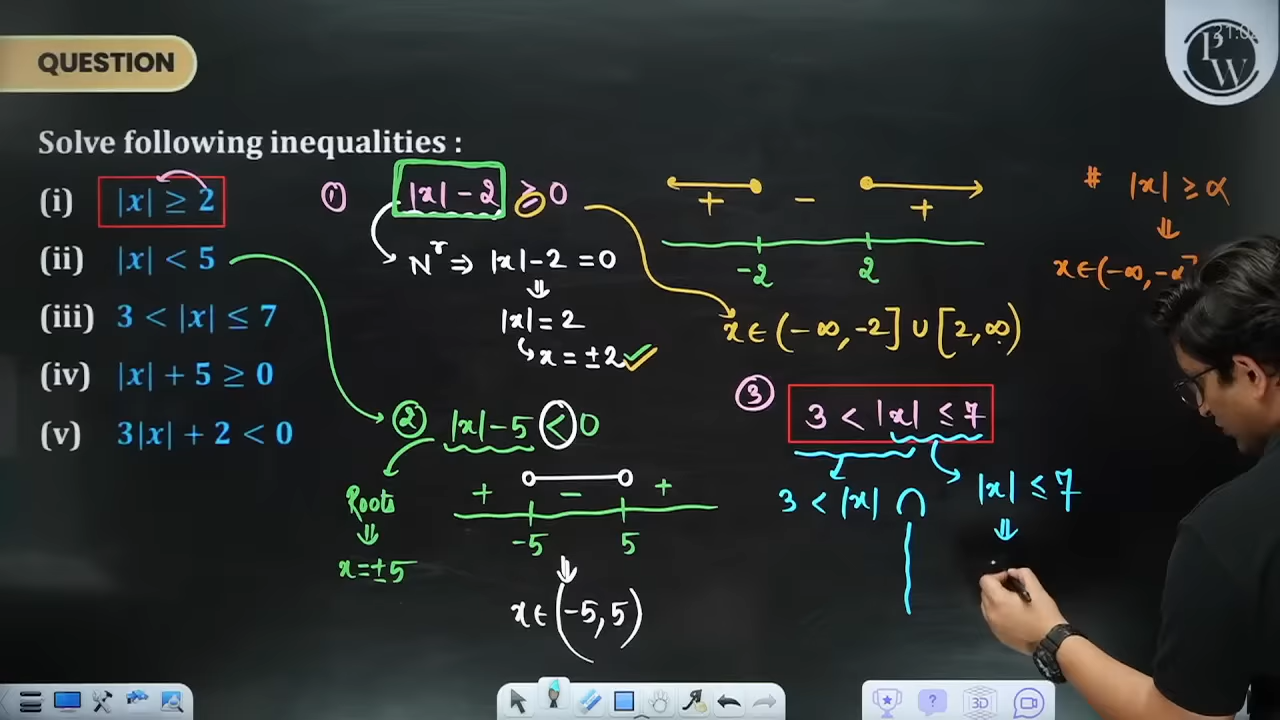 QUESTION
Solve following inequalities :
(i) |x| ≥ 2
(ii) |x| < 5
(iii) 3 < |x| ≤ 7
(iv) |x| + 5 ≥ 0
(v) 3|x| + 2 < 0
① |x| - 2 ≥ 0
Nʳ ⇒ |x| - 2 = 0
⇓
|x| = 2
x = ±2
+ - +
-2 2
x ∈ (-∞, -2] ∪ [2, ∞)
# |x| ≥ α
⇓
x ∈ (-∞, -α]
② |x| - 5 < 0
Roots
⇓
x = ±5
+ - +
-5 5
⇓
x ∈ (-5, 5)
③ 3 < |x| ≤ 7
3 < |x| ∩ |x| ≤ 7
⇓
PW
3D